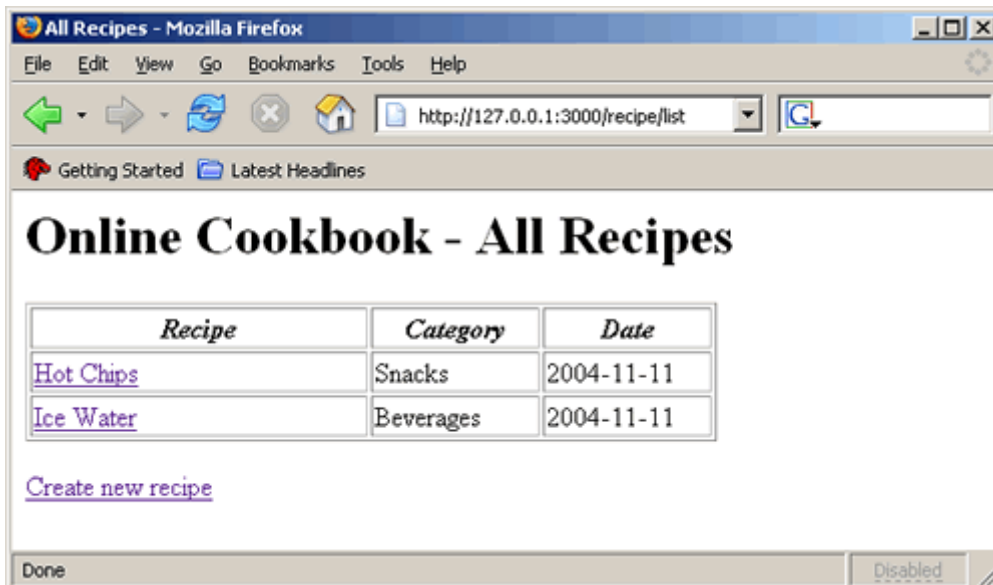 All Recipes - Mozilla Firefox
File Edit View Go Bookmarks Tools Help
http://127.0.0.1:3000/recipe/list G
Getting Started Latest Headlines
Online Cookbook - All Recipes
Recipe Category Date
Hot Chips Snacks 2004-11-11
Ice Water Beverages 2004-11-11
Create new recipe
Done Disabled